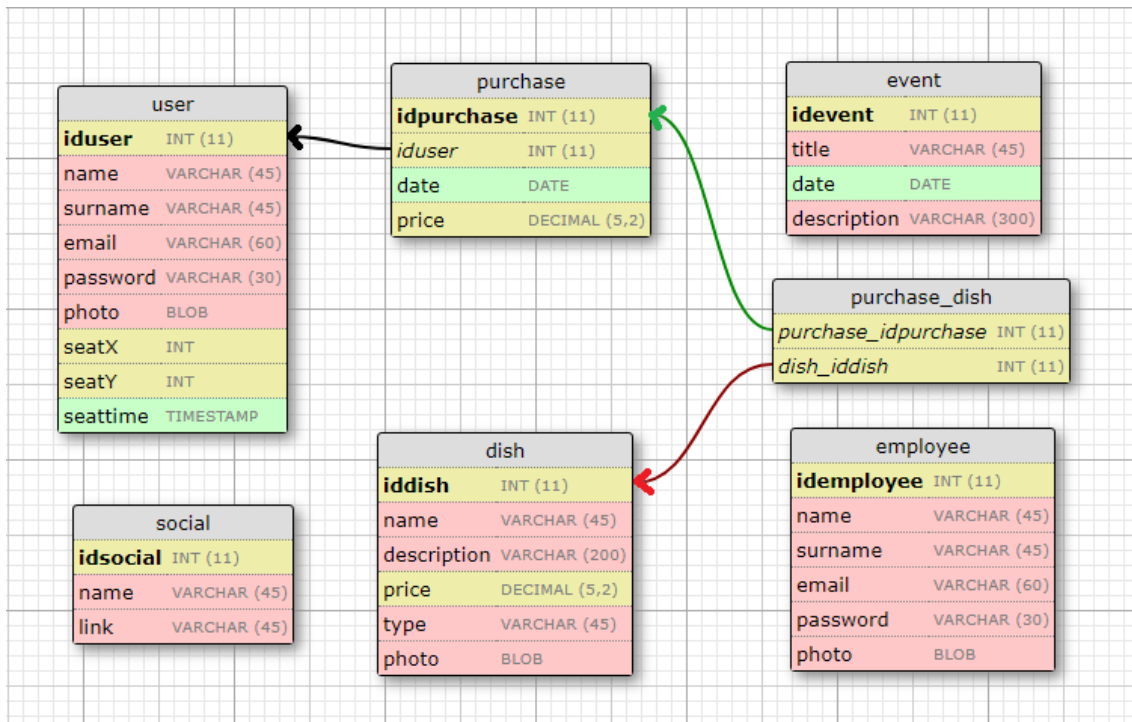 user
iduser INT (11)
name VARCHAR (45)
surname VARCHAR (45)
email VARCHAR (60)
password VARCHAR (30)
photo BLOB
seatX INT
seatY INT
seattime TIMESTAMP
purchase
idpurchase INT (11)
iduser INT (11)
date DATE
price DECIMAL (5,2)
event
idevent INT (11)
title VARCHAR (45)
date DATE
description VARCHAR (300)
purchase_dish
purchase_idpurchase INT (11)
dish_iddish INT (11)
social
idsocial INT (11)
name VARCHAR (45)
link VARCHAR (45)
dish
iddish INT (11)
name VARCHAR (45)
description VARCHAR (200)
price DECIMAL (5,2)
type VARCHAR (45)
photo BLOB
employee
idemployee INT (11)
name VARCHAR (45)
surname VARCHAR (45)
email VARCHAR (60)
password VARCHAR (30)
photo BLOB